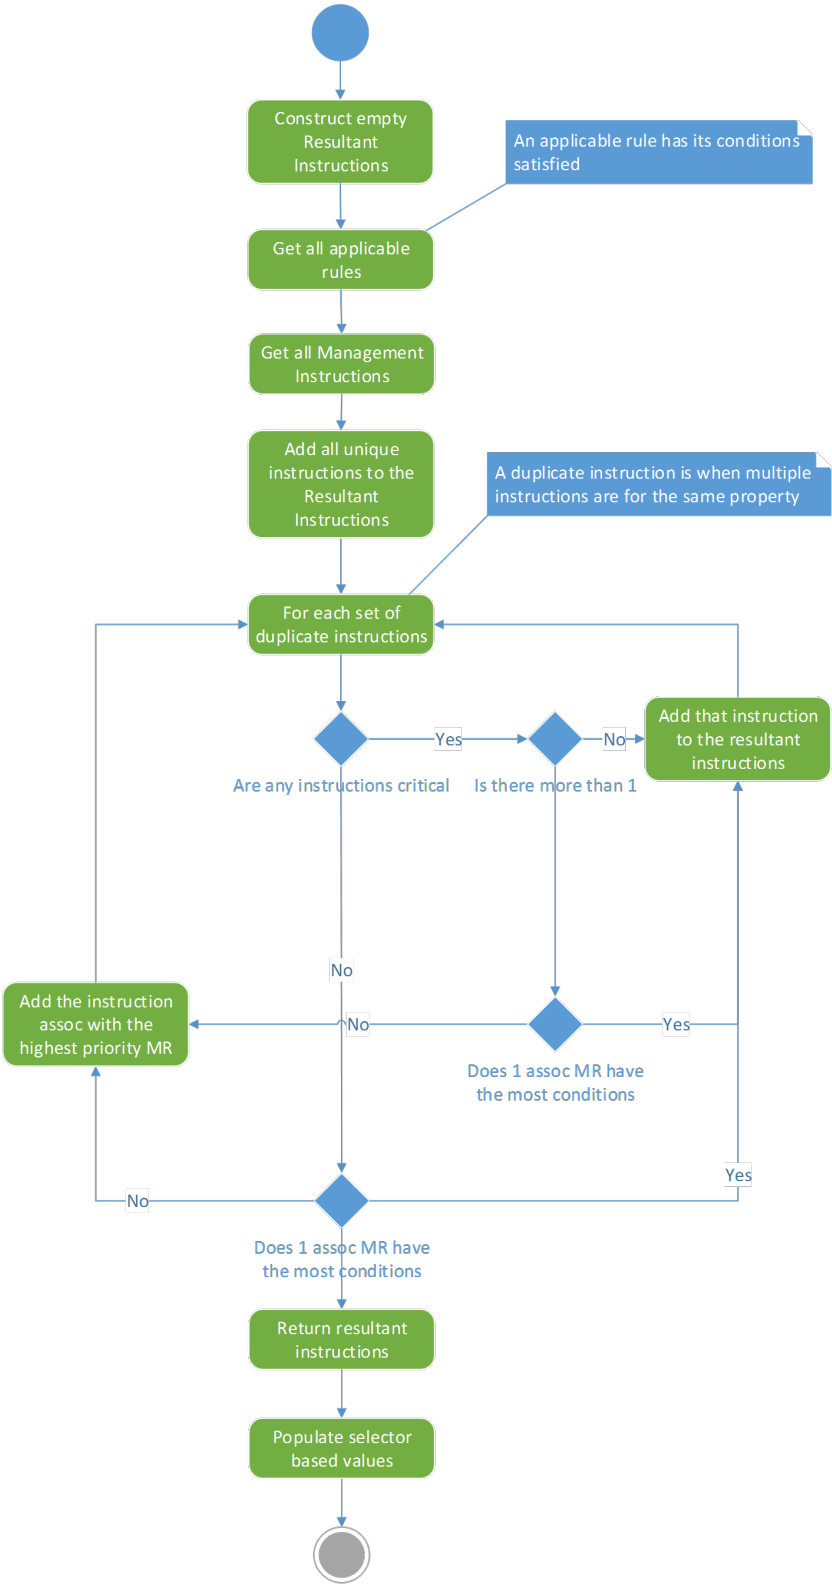 Construct empty
Resultant
Instructions
An applicable rule has its conditions
satisfied
Get all applicable
rules
Get all Management
Instructions
Add all unique
instructions to the
Resultant
Instructions
A duplicate instruction is when multiple
instructions are for the same property
For each set of
duplicate instructions
Yes
No
Add that instruction
to the resultant
instructions
Are any instructions critical
Is there more than 1
No
Add the instruction
assoc with the
highest priority MR
No
Yes
Does 1 assoc MR have
the most conditions
No
Yes
Does 1 assoc MR have
the most conditions
Return resultant
instructions
Populate selector
based values